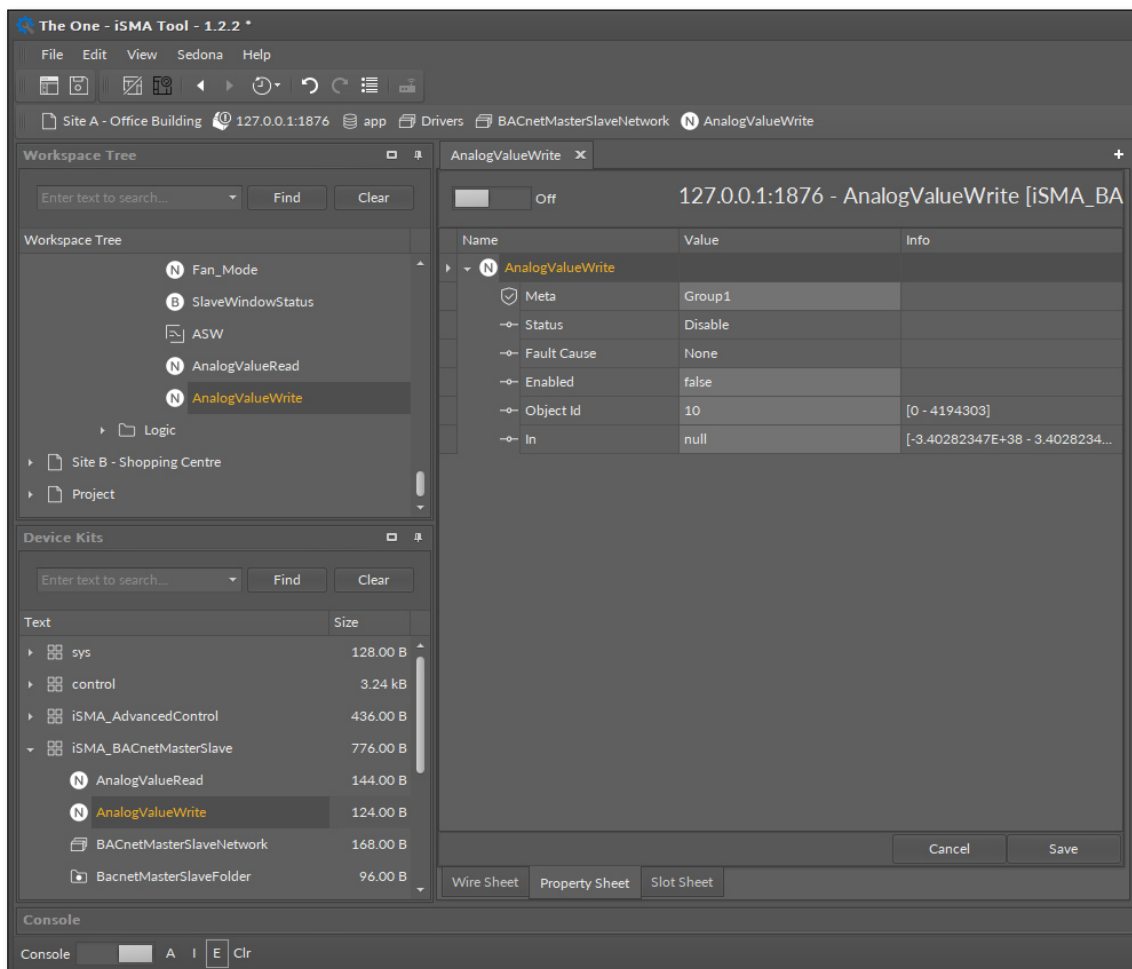 The One - iSMA Tool - 1.2.2 *
File Edit View Sedona Help
Site A - Office Building 127.0.0.1:1876 app Drivers BACnetMasterSlaveNetwork N AnalogValueWrite
Workspace Tree
Enter text to search... Find Clear
Workspace Tree
N Fan_Mode
B SlaveWindowStatus
ASW
N AnalogValueRead
N AnalogValueWrite
Logic
Site B - Shopping Centre
Project
Device Kits
Enter text to search... Find Clear
Text Size
sys 128.00 B
control 3.24 kB
iSMA_AdvancedControl 436.00 B
iSMA_BACnetMasterSlave 776.00 B
N AnalogValueRead 144.00 B
N AnalogValueWrite 124.00 B
BACnetMasterSlaveNetwork 168.00 B
BacnetMasterSlaveFolder 96.00 B
AnalogValueWrite
Off 127.0.0.1:1876 - AnalogValueWrite [iSMA_BA
Name Value Info
N AnalogValueWrite
Meta Group1
Status Disable
Fault Cause None
Enabled false
Object Id 10 [0 - 4194303]
In null [-3.40282347E+38 - 3.4028234...
Cancel Save
Wire Sheet Property Sheet Slot Sheet
Console
Console A I E Clr